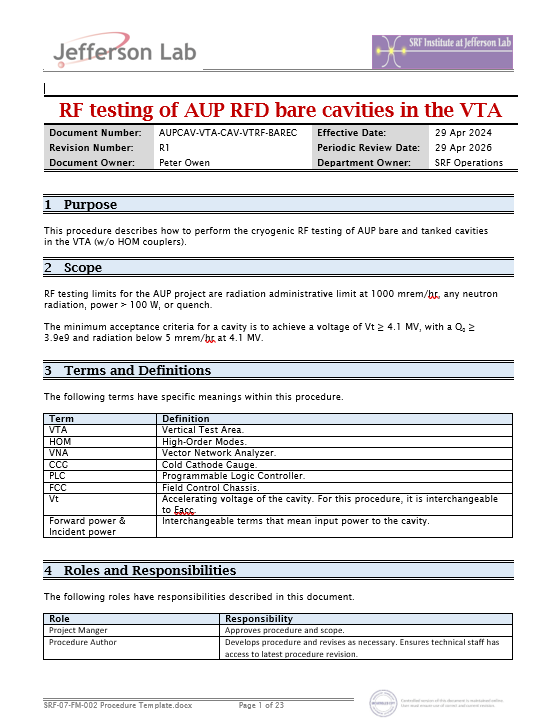 Jefferson Lab
SRF Institute at Jefferson Lab
RF testing of AUP RFD bare cavities in the VTA
Document Number: AUPCAV-VTA-CAV-VTRF-BAREC Effective Date: 29 Apr 2024
Revision Number: R1 Periodic Review Date: 29 Apr 2026
Document Owner: Peter Owen Department Owner: SRF Operations
1 Purpose
This procedure describes how to perform the cryogenic RF testing of AUP bare and tanked cavities
in the VTA (w/o HOM couplers).
2 Scope
RF testing limits for the AUP project are radiation administrative limit at 1000 mrem/hr, any neutron
radiation, power > 100 W, or quench.
The minimum acceptance criteria for a cavity is to achieve a voltage of Vt ≥ 4.1 MV, with a Q₀ ≥
3.9e9 and radiation below 5 mrem/hr at 4.1 MV.
3 Terms and Definitions
The following terms have specific meanings within this procedure.
Term Definition
VTA Vertical Test Area.
HOM High-Order Modes.
VNA Vector Network Analyzer.
CCG Cold Cathode Gauge.
PLC Programmable Logic Controller.
FCC Field Control Chassis.
Vt Accelerating voltage of the cavity. For this procedure, it is interchangeable
to Eacc.
Forward power & Interchangeable terms that mean input power to the cavity.
Incident power
4 Roles and Responsibilities
The following roles have responsibilities described in this document.
Role Responsibility
Project Manger Approves procedure and scope.
Procedure Author Develops procedure and revises as necessary. Ensures technical staff has
access to latest procedure revision.
SRF-07-FM-002 Procedure Template.docx Page 1 of 23